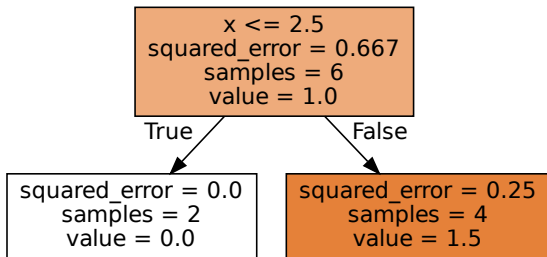 x <= 2.5
squared_error = 0.667
samples = 6
value = 1.0
True
False
squared_error = 0.0
samples = 2
value = 0.0
squared_error = 0.25
samples = 4
value = 1.5